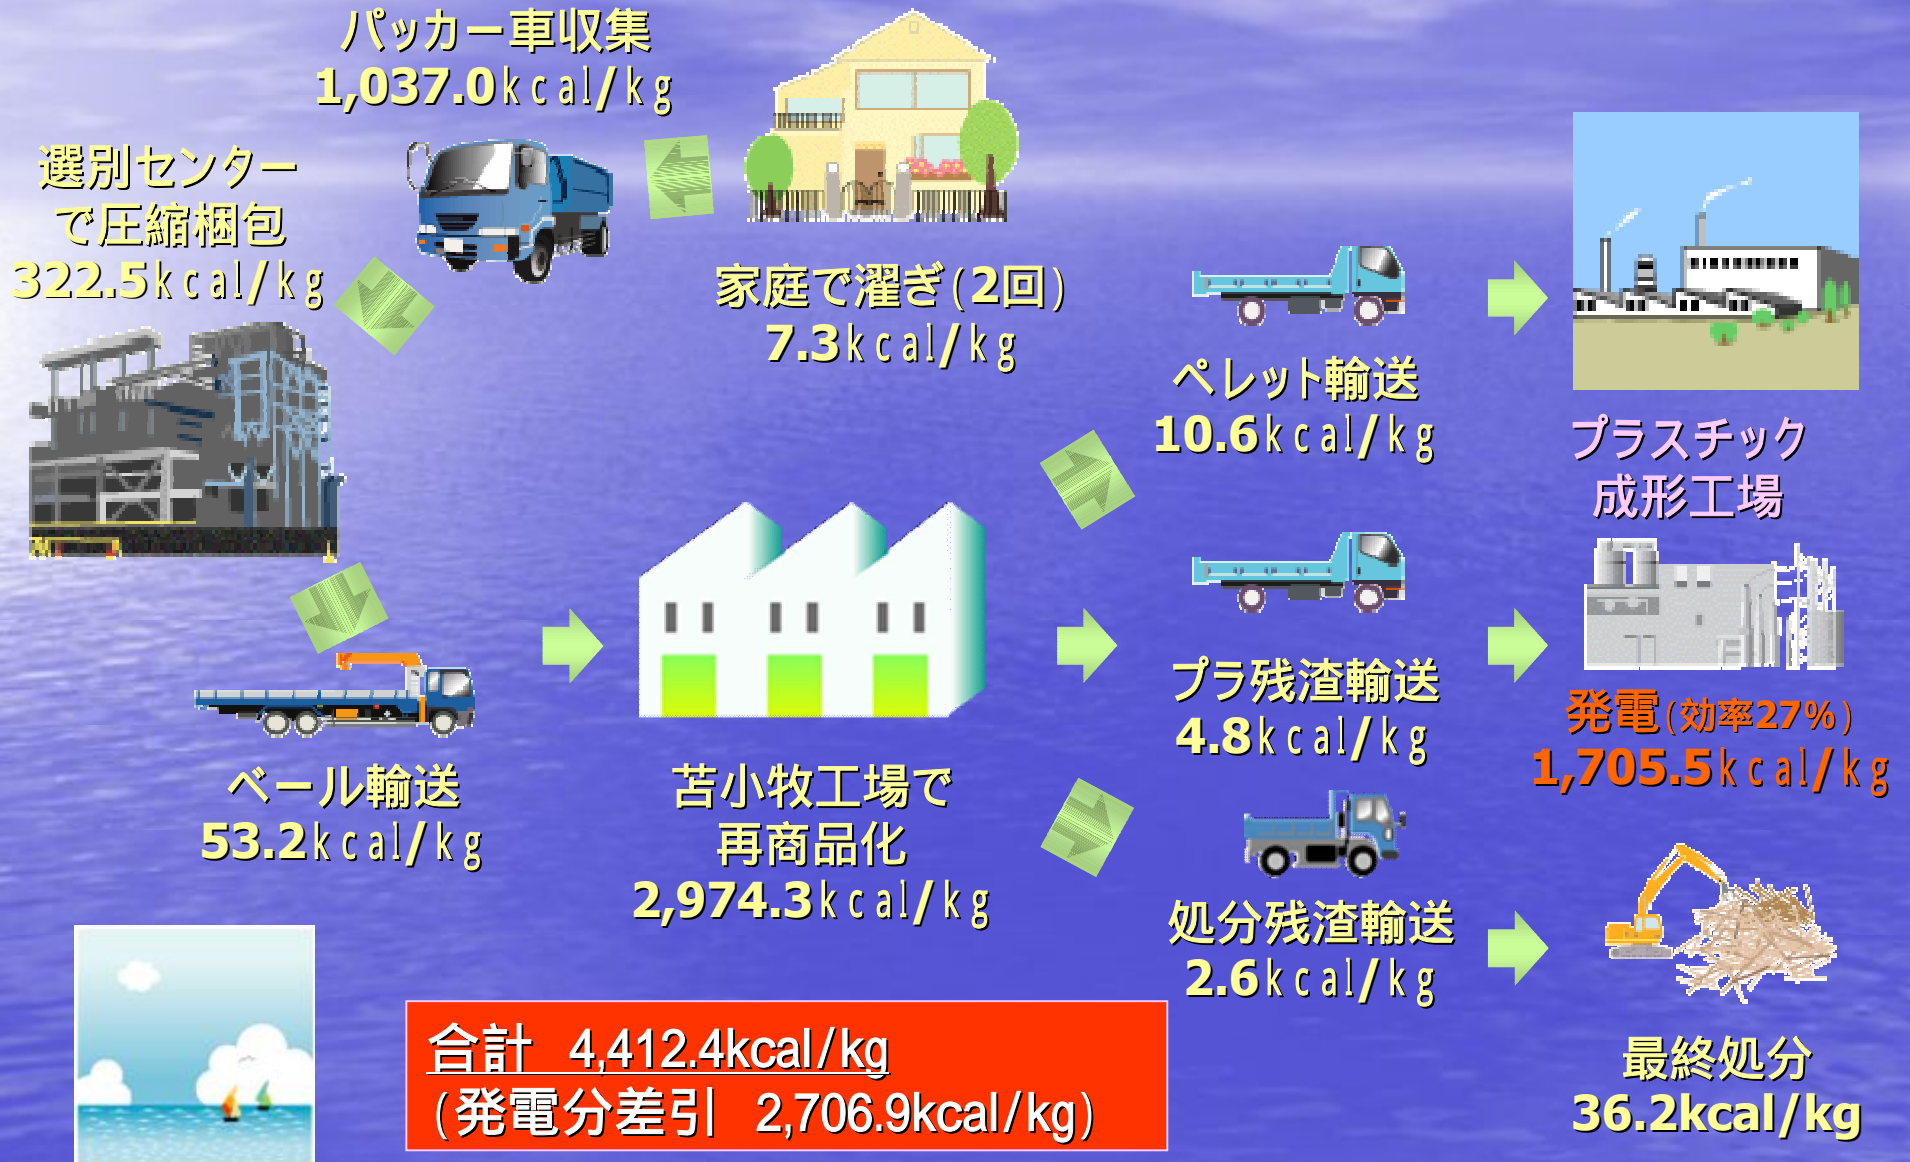 パッカー車収集
1,037.0kcal/kg
選別センター
で圧縮梱包
322.5kcal/kg
家庭で濯ぎ(2回)
7.3kcal/kg
ペレット輸送
10.6kcal/kg
プラスチック
成形工場
プラ残渣輸送
4.8kcal/kg
発電(効率27%)
1,705.5kcal/kg
ベール輸送
53.2kcal/kg
苫小牧工場で
再商品化
2,974.3kcal/kg
処分残渣輸送
2.6kcal/kg
最終処分
36.2kcal/kg
合計　4,412.4kcal/kg
(発電分差引　2,706.9kcal/kg)